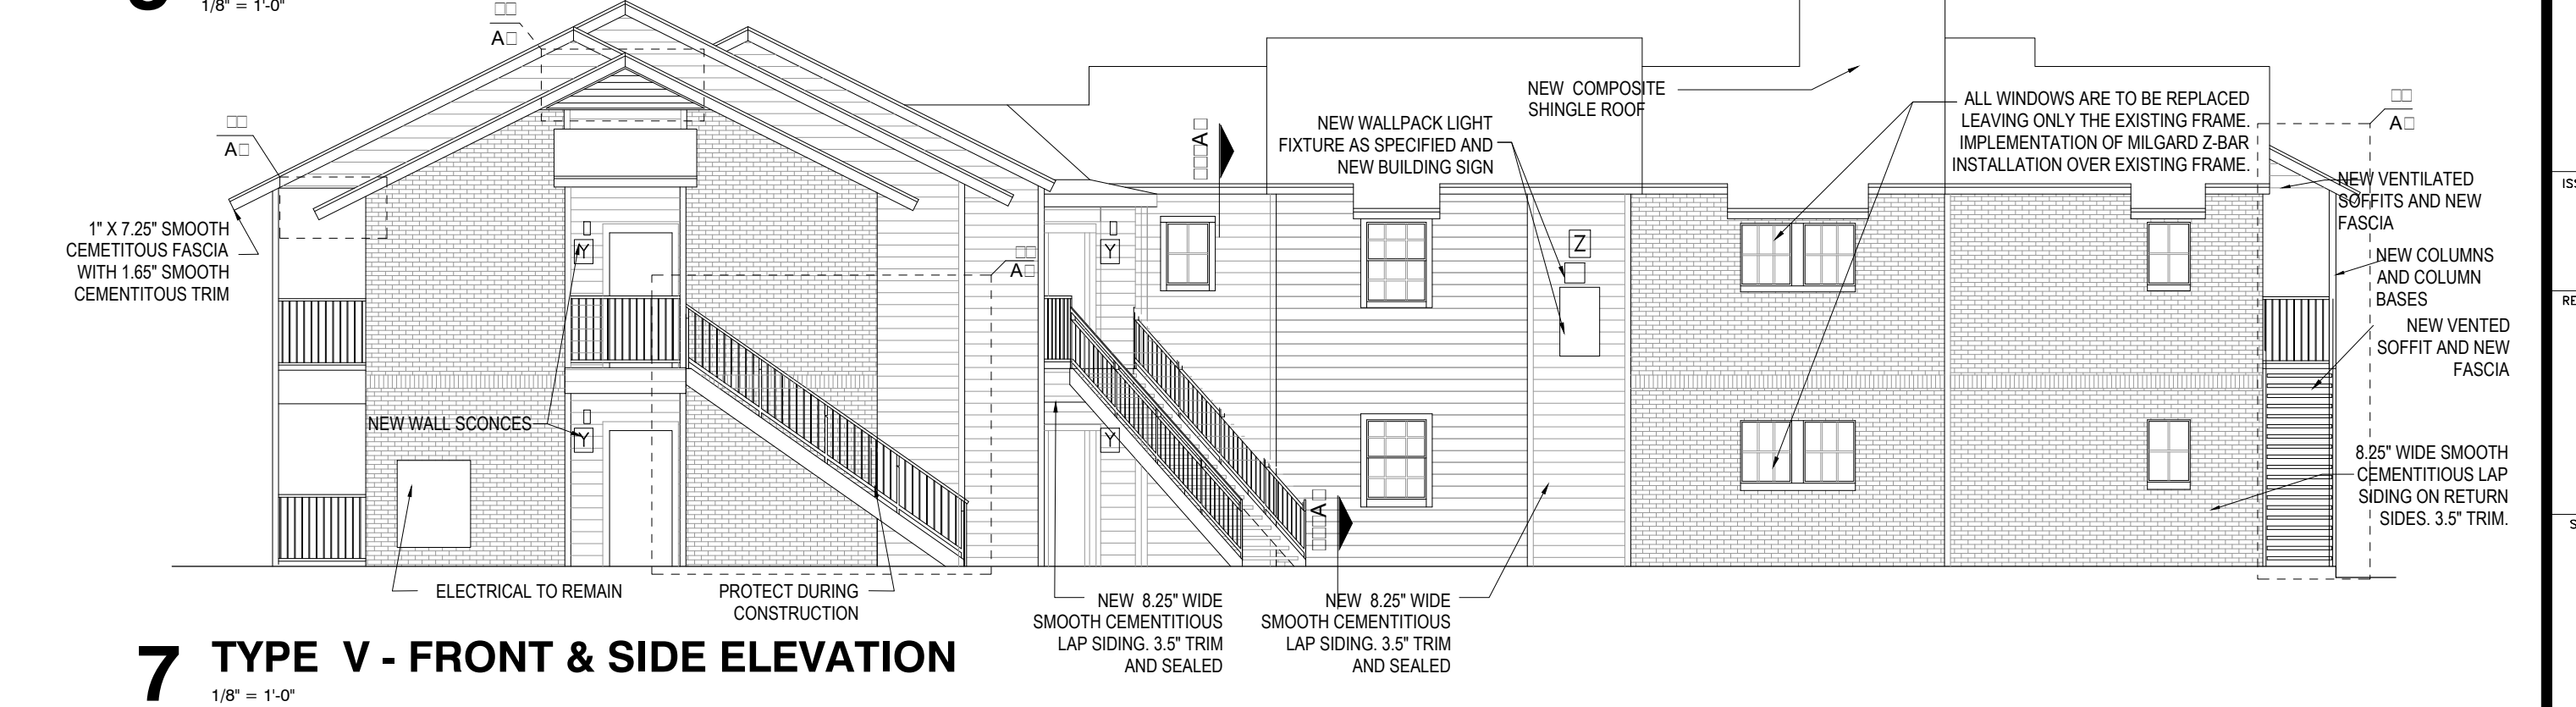 1/8" = 1'-0"
A
A
1" X 7.25" SMOOTH
CEMETITOUS FASCIA
WITH 1.65" SMOOTH
CEMENTITOUS TRIM
NEW WALL SCONCES
Y
Y
ELECTRICAL TO REMAIN
PROTECT DURING
CONSTRUCTION
A
Y
Y
A
NEW WALLPACK LIGHT
FIXTURE AS SPECIFIED AND
NEW BUILDING SIGN
Z
A
NEW COMPOSITE
SHINGLE ROOF
ALL WINDOWS ARE TO BE REPLACED
LEAVING ONLY THE EXISTING FRAME.
IMPLEMENTATION OF MILGARD Z-BAR
INSTALLATION OVER EXISTING FRAME.
A
NEW VENTILATED
SOFFITS AND NEW
FASCIA
NEW COLUMNS
AND COLUMN
BASES
NEW VENTED
SOFFIT AND NEW
FASCIA
8.25" WIDE SMOOTH
CEMENTITIOUS LAP
SIDING ON RETURN
SIDES. 3.5" TRIM.
NEW 8.25" WIDE
SMOOTH CEMENTITIOUS
LAP SIDING. 3.5" TRIM
AND SEALED
NEW 8.25" WIDE
SMOOTH CEMENTITIOUS
LAP SIDING. 3.5" TRIM
AND SEALED
7 TYPE V - FRONT & SIDE ELEVATION
1/8" = 1'-0"